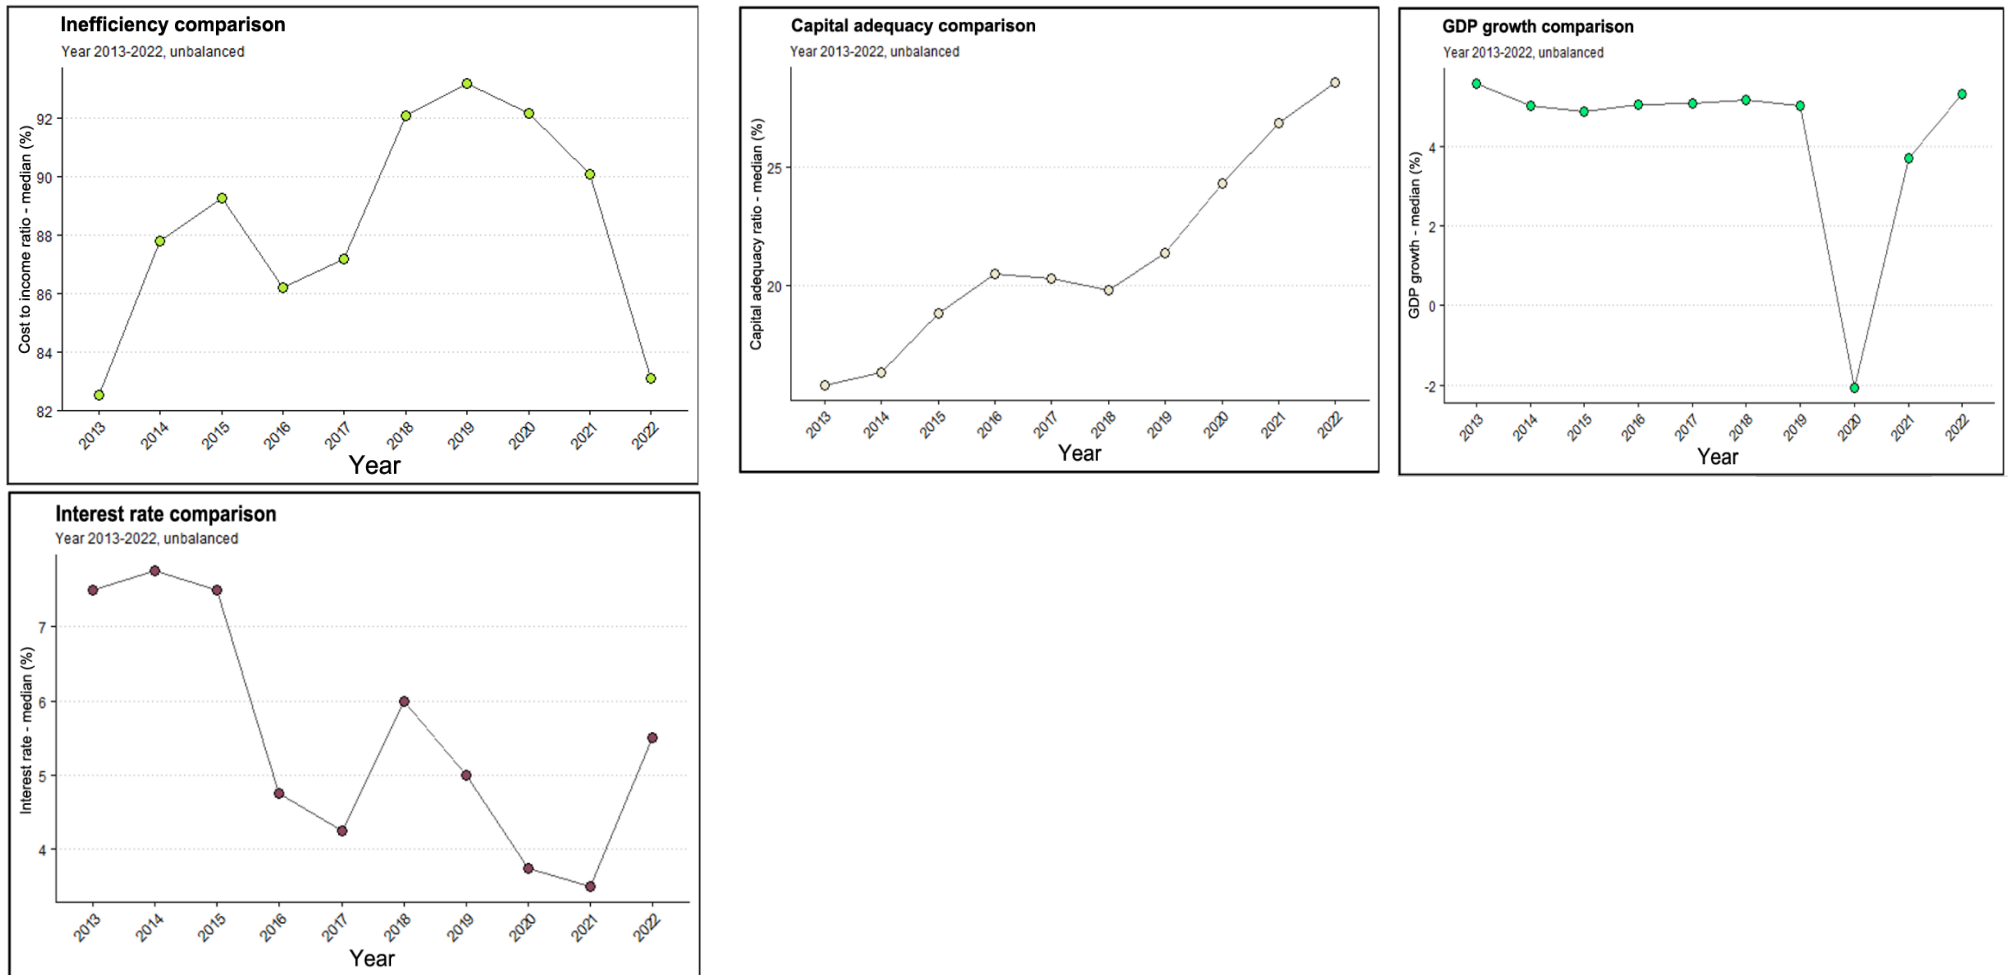 Inefficiency comparison
Year 2013-2022, unbalanced
Cost to income ratio - median (%)
92
90
88
86
84
82
2013 2014 2015 2016 2017 2018 2019 2020 2021 2022
Year
Capital adequacy comparison
Year 2013-2022, unbalanced
Capital adequacy ratio - median (%)
25
20
2013 2014 2015 2016 2017 2018 2019 2020 2021 2022
Year
GDP growth comparison
Year 2013-2022, unbalanced
GDP growth - median (%)
4
2
0
-2
2013 2014 2015 2016 2017 2018 2019 2020 2021 2022
Year
Interest rate comparison
Year 2013-2022, unbalanced
Interest rate - median (%)
7
6
5
4
2013 2014 2015 2016 2017 2018 2019 2020 2021 2022
Year